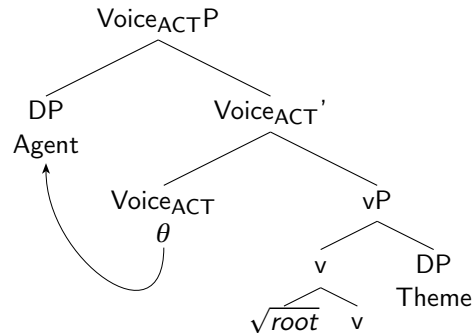 Voice_ACT P
DP Voice_ACT'
Agent
Voice_ACT vP
θ
v DP
Theme
√root v